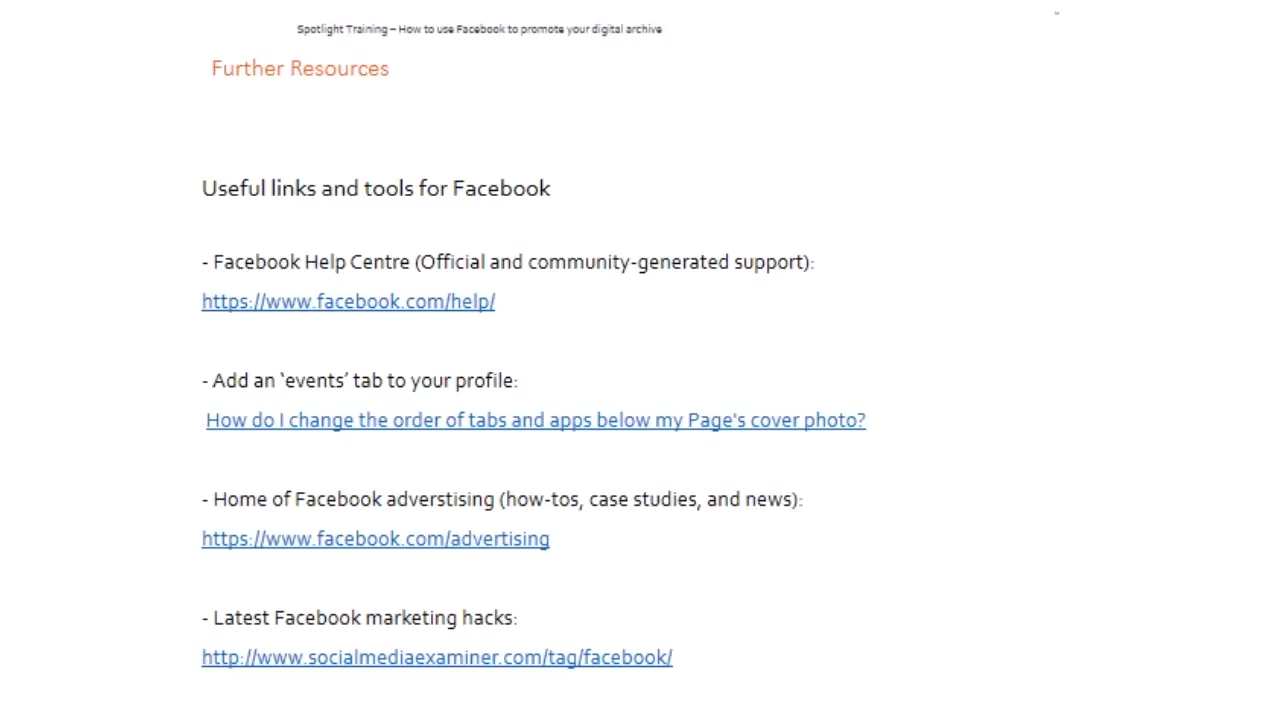 Spotlight Training – How to use Facebook to promote your digital archive
Further Resources
Useful links and tools for Facebook
- Facebook Help Centre (Official and community-generated support):
https://www.facebook.com/help/
- Add an ‘events’ tab to your profile:
How do I change the order of tabs and apps below my Page's cover photo?
- Home of Facebook adverstising (how-tos, case studies, and news):
https://www.facebook.com/advertising
- Latest Facebook marketing hacks:
http://www.socialmediaexaminer.com/tag/facebook/